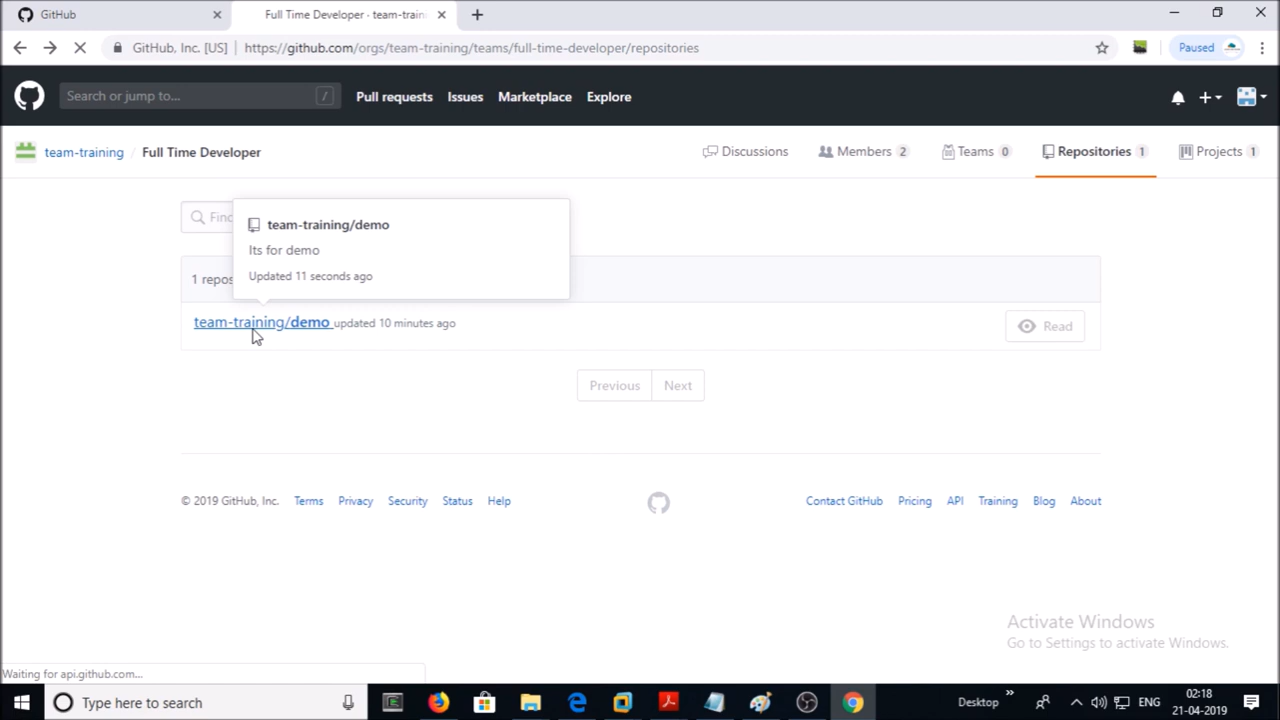 GitHub
Full Time Developer · team-train
GitHub, Inc. [US] | https://github.com/orgs/team-training/teams/full-time-developer/repositories
Paused
Search or jump to... /
Pull requests Issues Marketplace Explore
team-training / Full Time Developer
Discussions Members 2 Teams 0 Repositories 1 Projects 1
Find
team-training/demo
Its for demo
Updated 11 seconds ago
1 repos
team-training/demo updated 10 minutes ago
Read
Previous Next
© 2019 GitHub, Inc. Terms Privacy Security Status Help
Contact GitHub Pricing API Training Blog About
Activate Windows
Go to Settings to activate Windows.
Waiting for api.github.com...
Type here to search
Desktop
ENG
02:18
21-04-2019